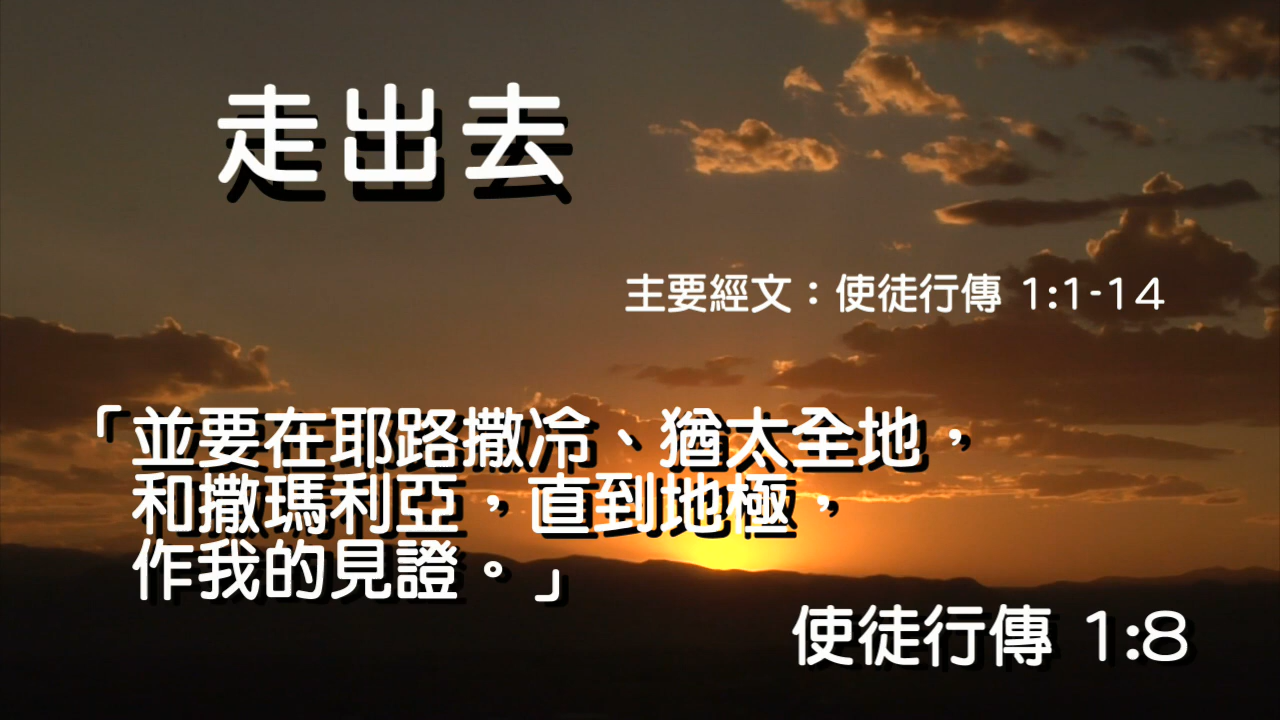 走出去
主要經文：使徒行傳 1:1-14
「並要在耶路撒冷、猶太全地，
和撒瑪利亞，直到地極，
作我的見證。」
使徒行傳 1:8